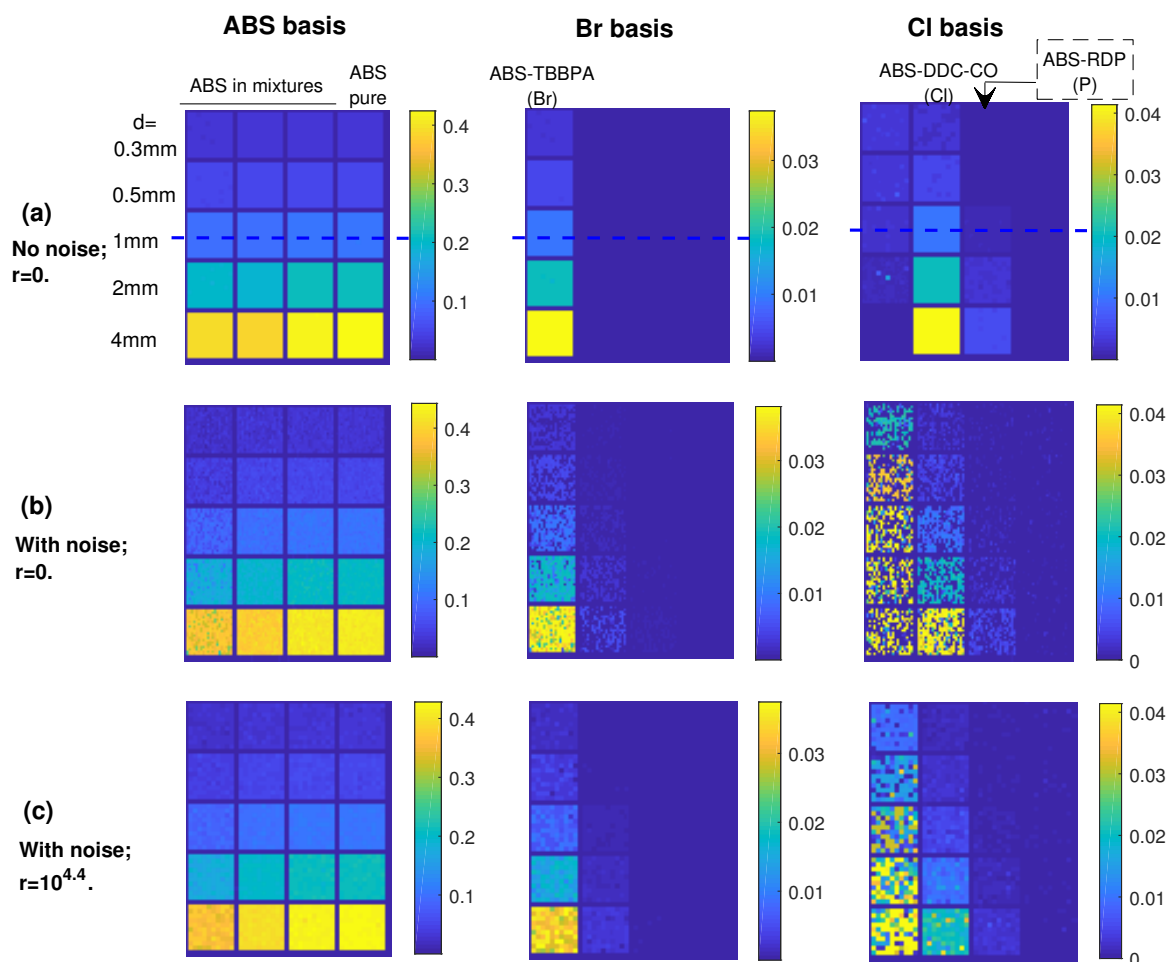 ABS basis
Br basis
Cl basis
ABS in mixtures
ABS
pure
ABS-TBBPA
(Br)
ABS-DDC-CO
(Cl)
ABS-RDP
(P)
(a)
No noise;
r=0.
d=
0.3mm
0.5mm
1mm
2mm
4mm
0.4
0.3
0.2
0.1
0.03
0.02
0.01
0.04
0.03
0.02
0.01
0
(b)
With noise;
r=0.
0.4
0.3
0.2
0.1
0.03
0.02
0.01
0.04
0.03
0.02
0.01
0
(c)
With noise;
r=10^4.4.
0.4
0.3
0.2
0.1
0.03
0.02
0.01
0.04
0.03
0.02
0.01
0